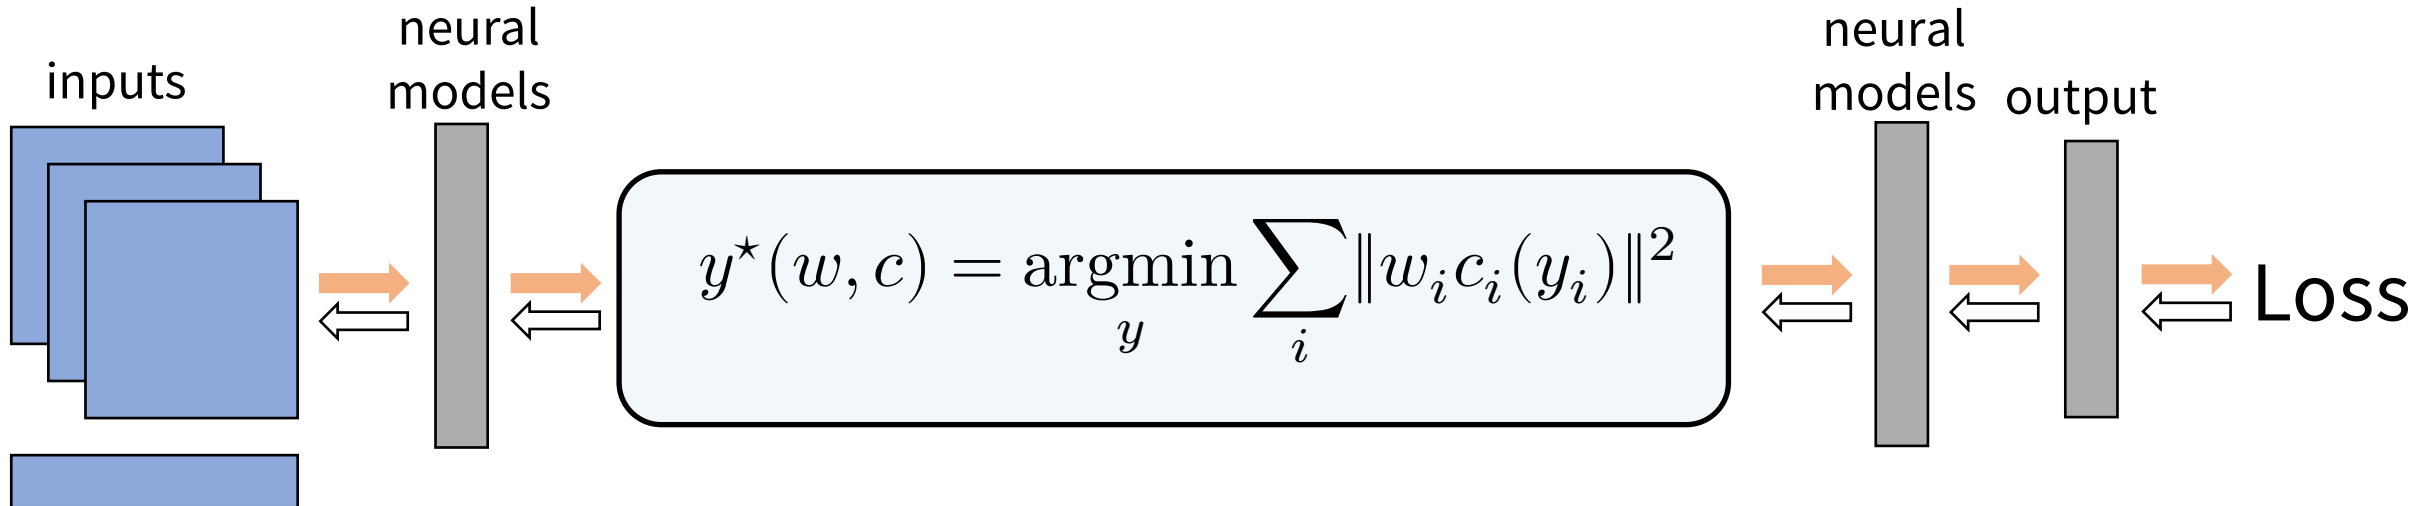 inputs
neural
models
y⋆(w, c) = argmin ∑ ‖wᵢcᵢ(yᵢ)‖²
y i
neural
models
output
Loss